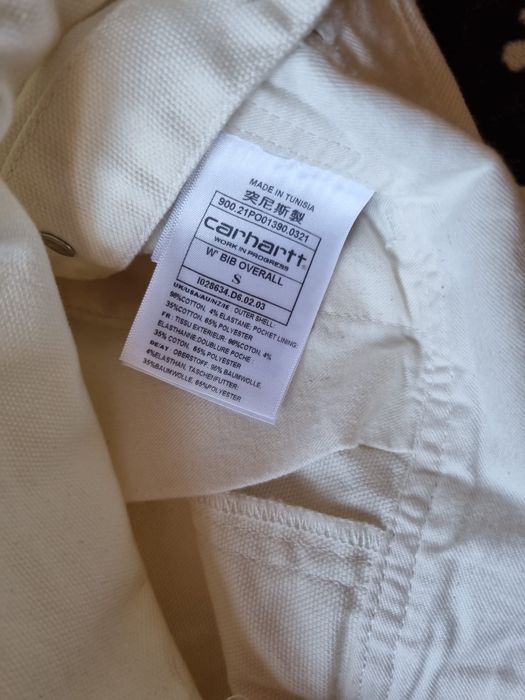 MADE IN TUNISIA
突尼斯製
900.21PO01390.0321
carhartt
WORK IN PROGRESS
W' BIB OVERALL
S
I028634.D6.02.03
UK/USA/AU/NZ/IE: OUTER SHELL:
96%COTTON, 4% ELASTANE; POCKET LINING:
35%COTTON, 65% POLYESTER
FR: TISSU EXTERIEUR: 96%COTON, 4%
ELASTHANNE; DOUBLURE POCHE:
35% COTON, 65% POLYESTER
DE/AT: OBERSTOFF: 96% BAUMWOLLE,
4%ELASTHAN, TASCHENFUTTER:
35%BAUMWOLLE, 65%POLYESTER